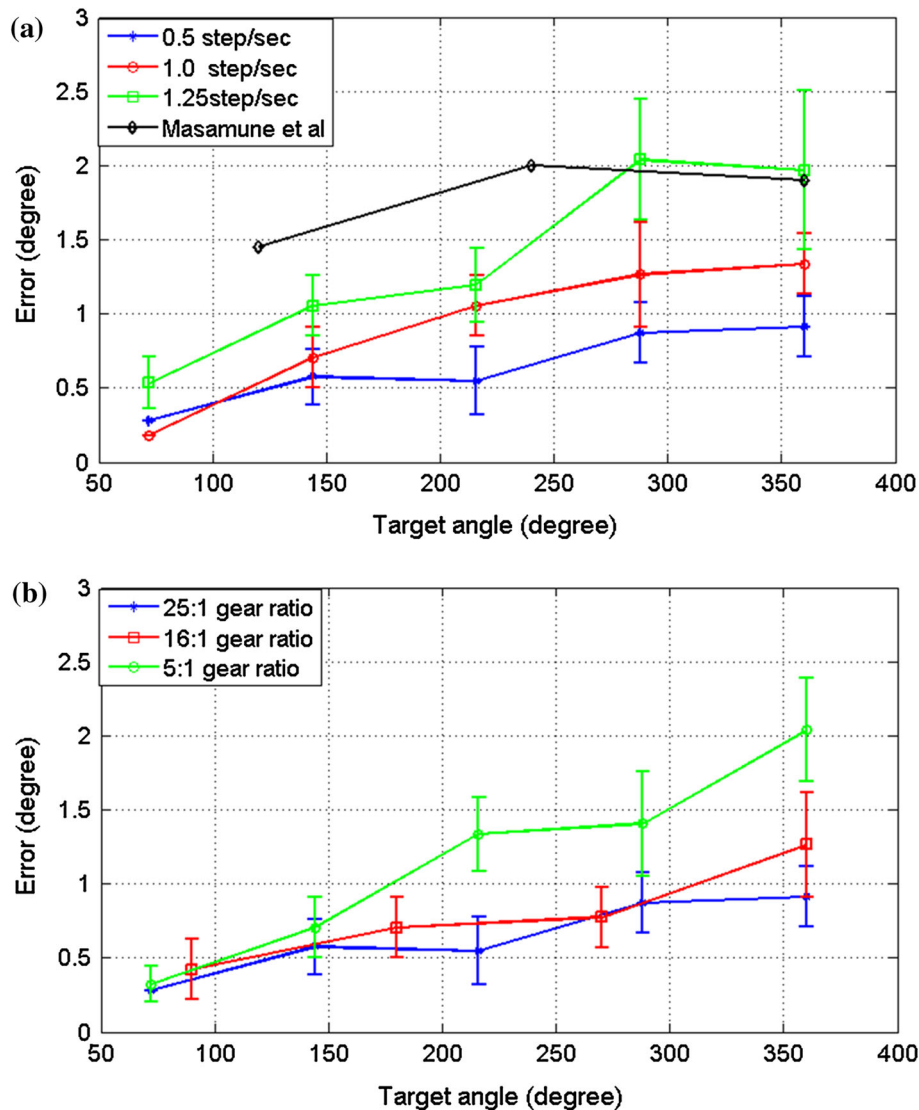 (a)
0.5 step/sec
1.0 step/sec
1.25step/sec
Masamune et al
3
2.5
2
1.5
1
0.5
0
Error (degree)
50 100 150 200 250 300 350 400
Target angle (degree)
(b)
25:1 gear ratio
16:1 gear ratio
5:1 gear ratio
3
2.5
2
1.5
1
0.5
0
Error (degree)
50 100 150 200 250 300 350 400
Target angle (degree)